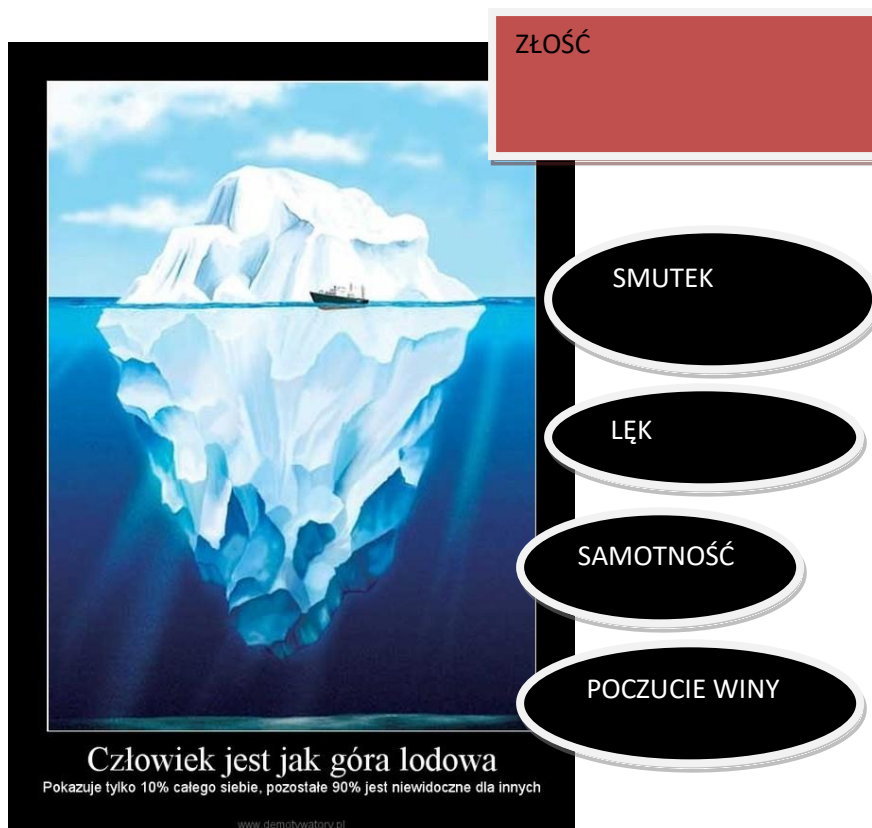 ZŁOŚĆ
SMUTEK
LĘK
SAMOTNOŚĆ
POCZUCIE WINY
Człowiek jest jak góra lodowa
Pokazuje tylko 10% całego siebie, pozostałe 90% jest niewidoczne dla innych
www.demotywatory.pl